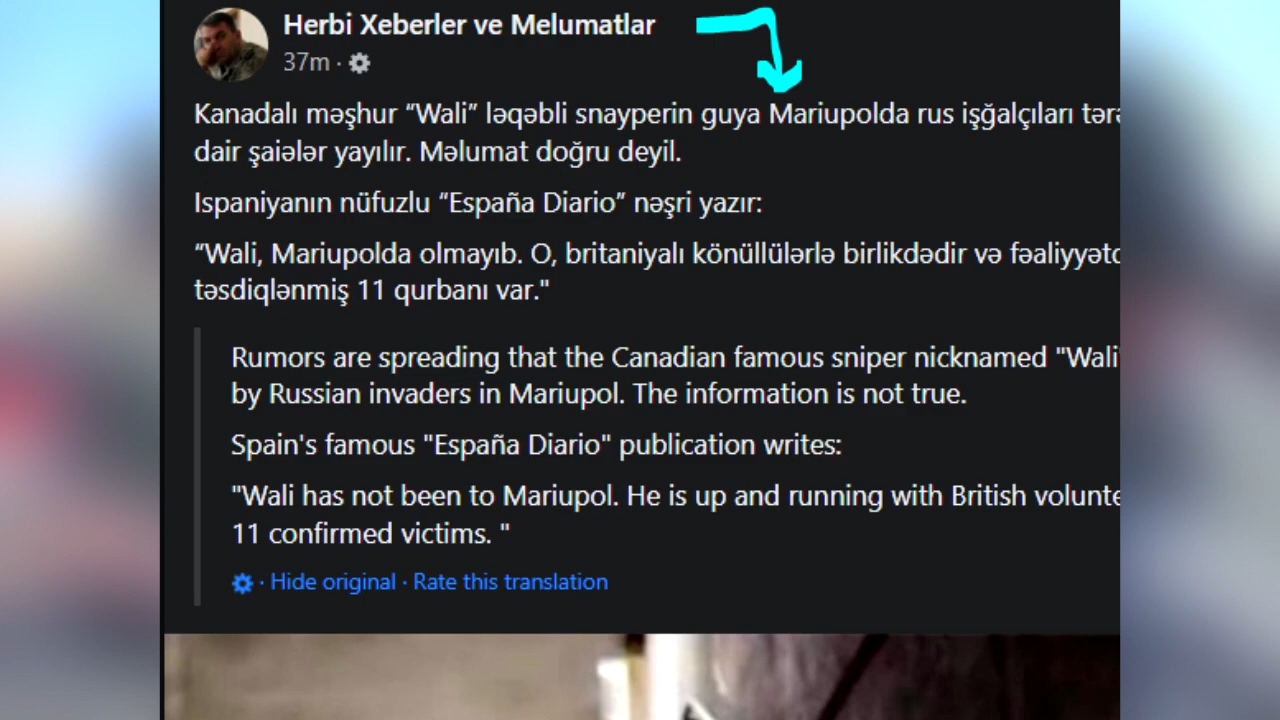 Herbi Xeberler ve Melumatlar
37m ·
Kanadalı məşhur “Wali” ləqəbli snayperin guya Mariupolda rus işğalçıları
dair şaiələr yayılır. Məlumat doğru deyil.
Ispaniyanın nüfuzlu “España Diario” nəşri yazır:
“Wali, Mariupolda olmayıb. O, britaniyalı könüllülərlə birlikdədir və
təsdiqlənmiş 11 qurbanı var."
Rumors are spreading that the Canadian famous sniper nicknamed "Wali
by Russian invaders in Mariupol. The information is not true.
Spain's famous "España Diario" publication writes:
"Wali has not been to Mariupol. He is up and running with British
11 confirmed victims. "
· Hide original · Rate this translation